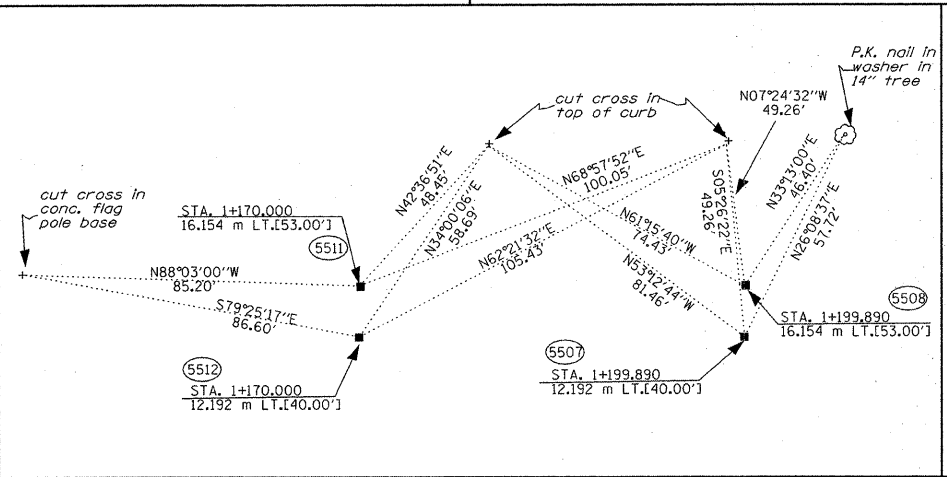 P.K. nail in
washer in
14" tree
N07°24'32"W
49.26'
cut cross in
top of curb
N42°36'51"E
48.45'
N34°00'06"E
58.69'
N68°57'52"E
100.05'
N62°21'32"E
105.43'
S05°26'22"E
49.26'
N33°13'00"E
46.40'
N26°08'37"E
57.72'
N61°15'40"W
74.43'
N53°12'44"W
81.46'
cut cross in
conc. flag
pole base
STA. 1+170.000
16.154 m LT.[53.00']
5511
N88°03'00"W
85.20'
S79°25'17"E
86.60'
5508
STA. 1+199.890
16.154 m LT.[53.00']
5507
STA. 1+199.890
12.192 m LT.[40.00']
5512
STA. 1+170.000
12.192 m LT.[40.00']